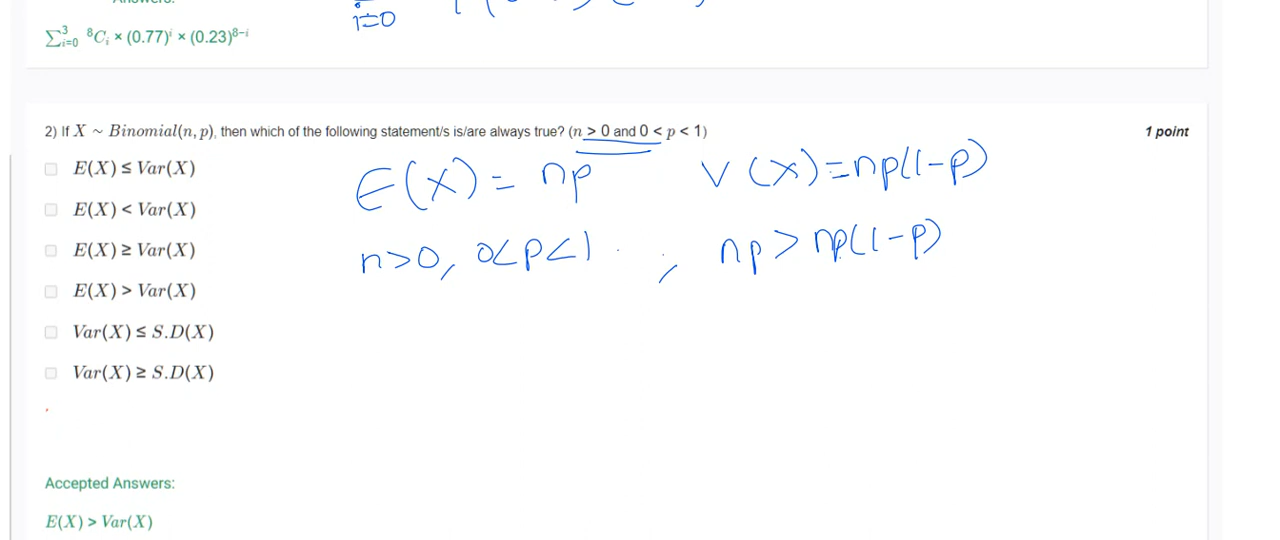 i=0
∑³ᵢ₌₀ ⁸Cᵢ × (0.77)ⁱ × (0.23)⁸⁻ⁱ
2) If X ~ Binomial(n, p), then which of the following statement/s is/are always true? (n > 0 and 0 < p < 1) 1 point
E(X) ≤ Var(X)
E(X) = np V(X)=np(1-p)
E(X) < Var(X)
E(X) ≥ Var(X)
n>0, 0<p<1 , np > np(1-p)
E(X) > Var(X)
Var(X) ≤ S.D(X)
Var(X) ≥ S.D(X)
Accepted Answers:
E(X) > Var(X)